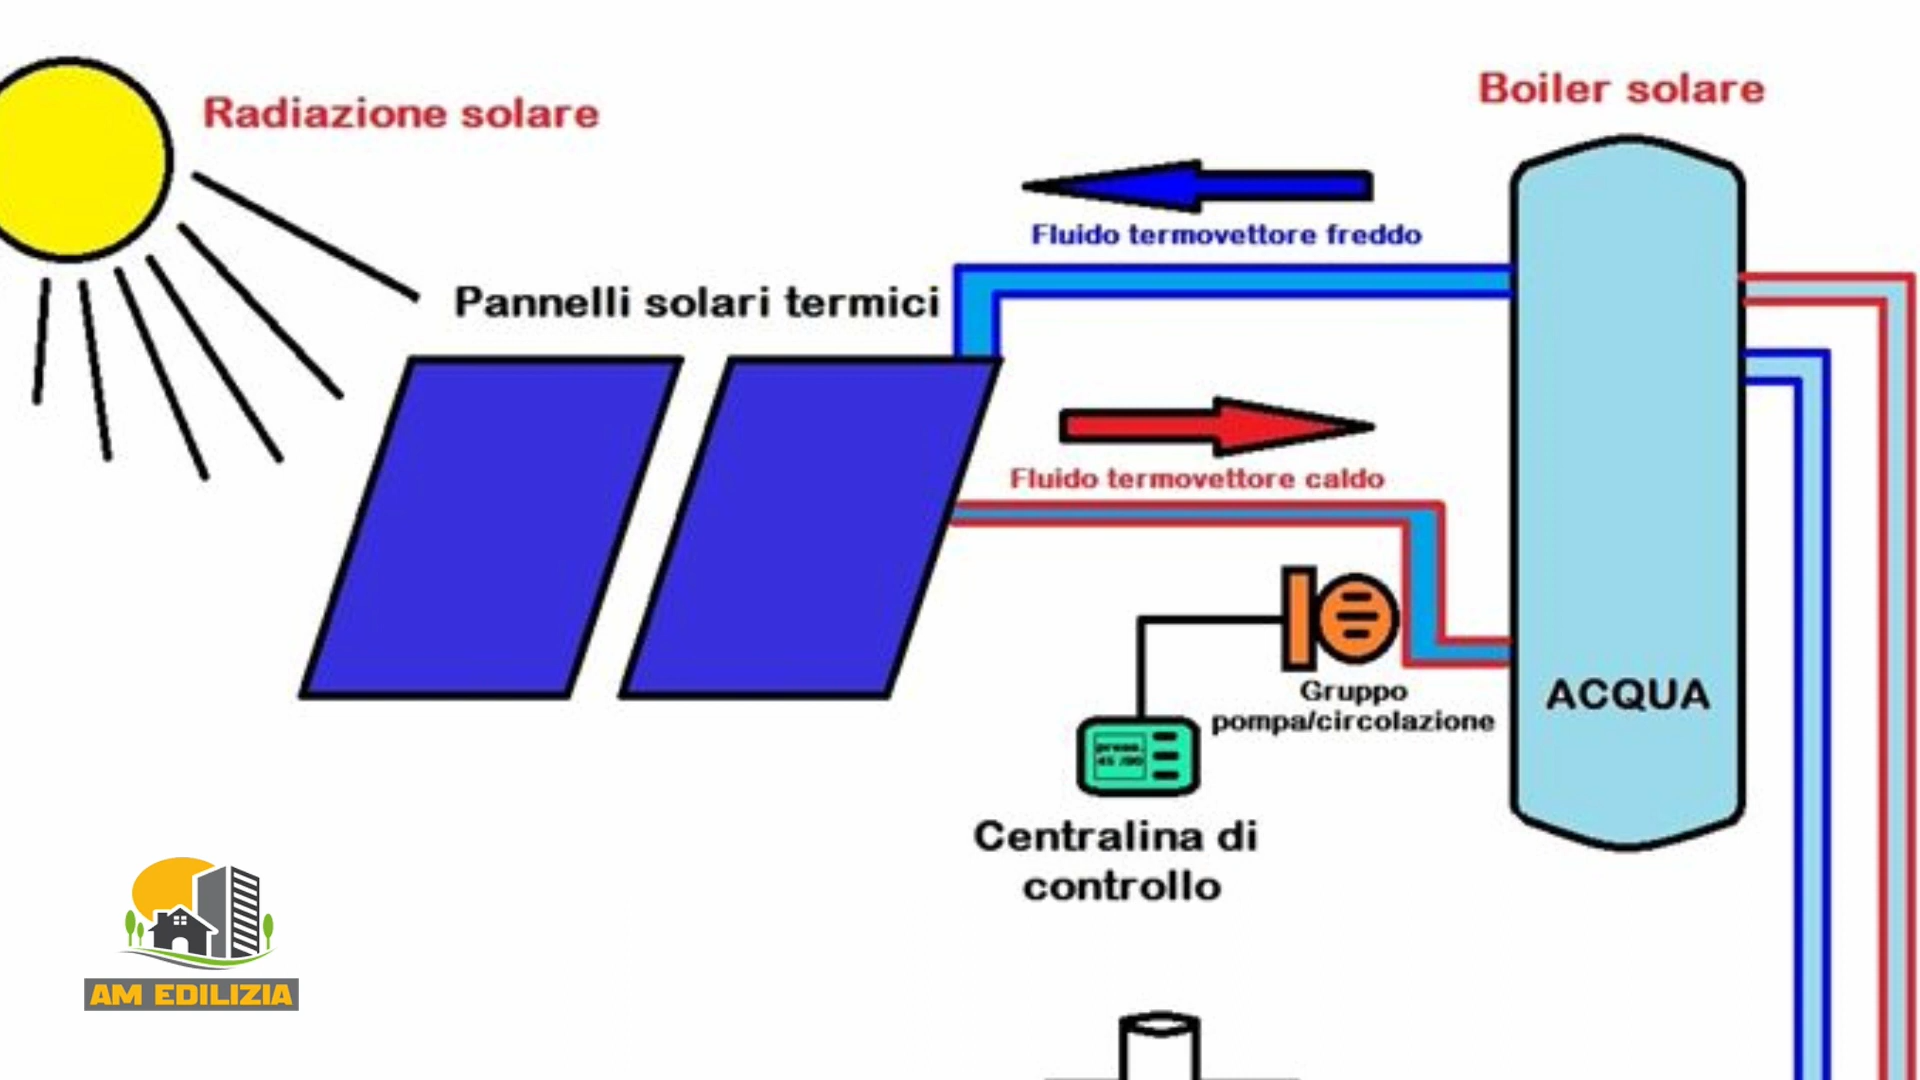 Radiazione solare
Boiler solare
Fluido termovettore freddo
Pannelli solari termici
Fluido termovettore caldo
Gruppo
pompa/circolazione
ACQUA
Centralina di
controllo
AM EDILIZIA